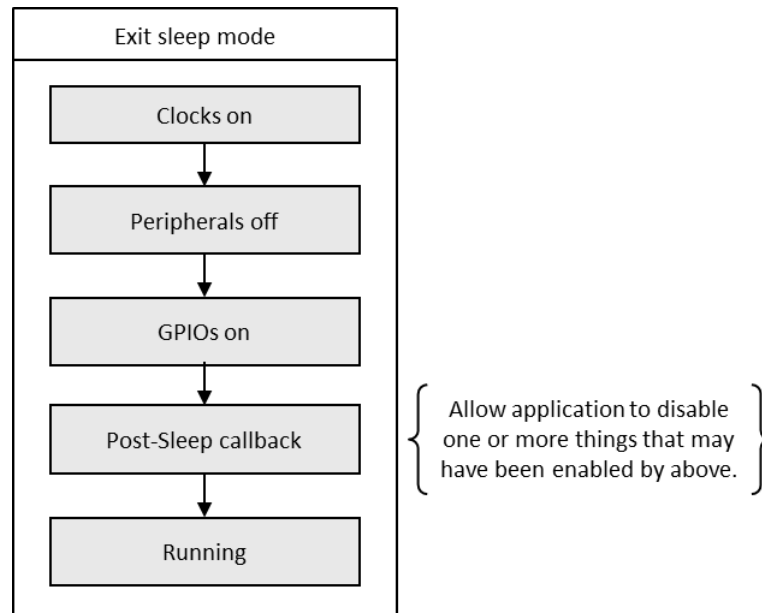 Exit sleep mode
Clocks on
Peripherals off
GPIOs on
Post-Sleep callback
Allow application to disable
one or more things that may
have been enabled by above.
Running